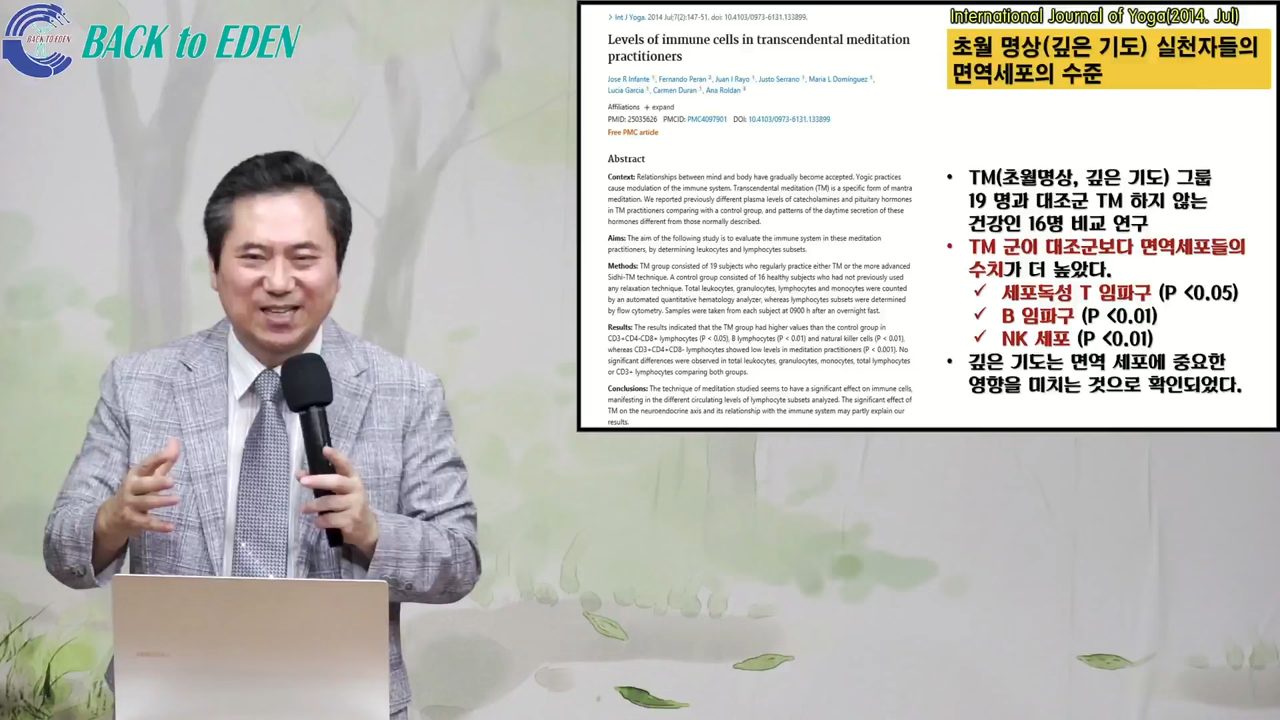 BACK to EDEN
BACK to EDEN
Int J Yoga. 2014 Jul;7(2):147-51. doi: 10.4103/0973-6131.133899.
Levels of immune cells in transcendental meditation
practitioners
Jose R Infante 1, Fernando Peran 2, Juan I Rayo 1, Justo Serrano 1, Maria L Dominguez 1,
Lucia Garcia 1, Carmen Duran 1, Ana Roldan 3
Affiliations + expand
PMID: 25035626 PMCID: PMC4097901 DOI: 10.4103/0973-6131.133899
Free PMC article
Abstract
Context: Relationships between mind and body have gradually become accepted. Yogic practices
cause modulation of the immune system. Transcendental meditation (TM) is a specific form of mantra
meditation. We reported previously different plasma levels of catecholamines and pituitary hormones
in TM practitioners comparing with a control group, and patterns of the daytime secretion of these
hormones different from those normally described.
Aims: The aim of the following study is to evaluate the immune system in these meditation
practitioners, by determining leukocytes and lymphocytes subsets.
Methods: TM group consisted of 19 subjects who regularly practice either TM or the more advanced
Sidhi-TM technique. A control group consisted of 16 healthy subjects who had not previously used
any relaxation technique. Total leukocytes, granulocytes, lymphocytes and monocytes were counted
by an automated quantitative hematology analyzer, whereas lymphocytes subsets were determined
by flow cytometry. Samples were taken from each subject at 0900 h after an overnight fast.
Results: The results indicated that the TM group had higher values than the control group in
CD3+CD4-CD8+ lymphocytes (P < 0.05), B lymphocytes (P < 0.01) and natural killer cells (P < 0.01),
whereas CD3+CD4+CD8- lymphocytes showed low levels in meditation practitioners (P < 0.001). No
significant differences were observed in total leukocytes, granulocytes, monocytes, total lymphocytes
or CD3+ lymphocytes comparing both groups.
Conclusions: The technique of meditation studied seems to have a significant effect on immune cells,
manifesting in the different circulating levels of lymphocyte subsets analyzed. The significant effect of
TM on the neuroendocrine axis and its relationship with the immune system may partly explain our
results.
International Journal of Yoga(2014. Jul)
초월 명상(깊은 기도) 실천자들의
면역세포의 수준
• TM(초월명상, 깊은 기도) 그룹
19 명과 대조군 TM 하지 않는
건강인 16명 비교 연구
• TM 군이 대조군보다 면역세포들의
수치가 더 높았다.
✓ 세포독성 T 임파구 (P <0.05)
✓ B 임파구 (P <0.01)
✓ NK 세포 (P <0.01)
• 깊은 기도는 면역 세포에 중요한
영향을 미치는 것으로 확인되었다.